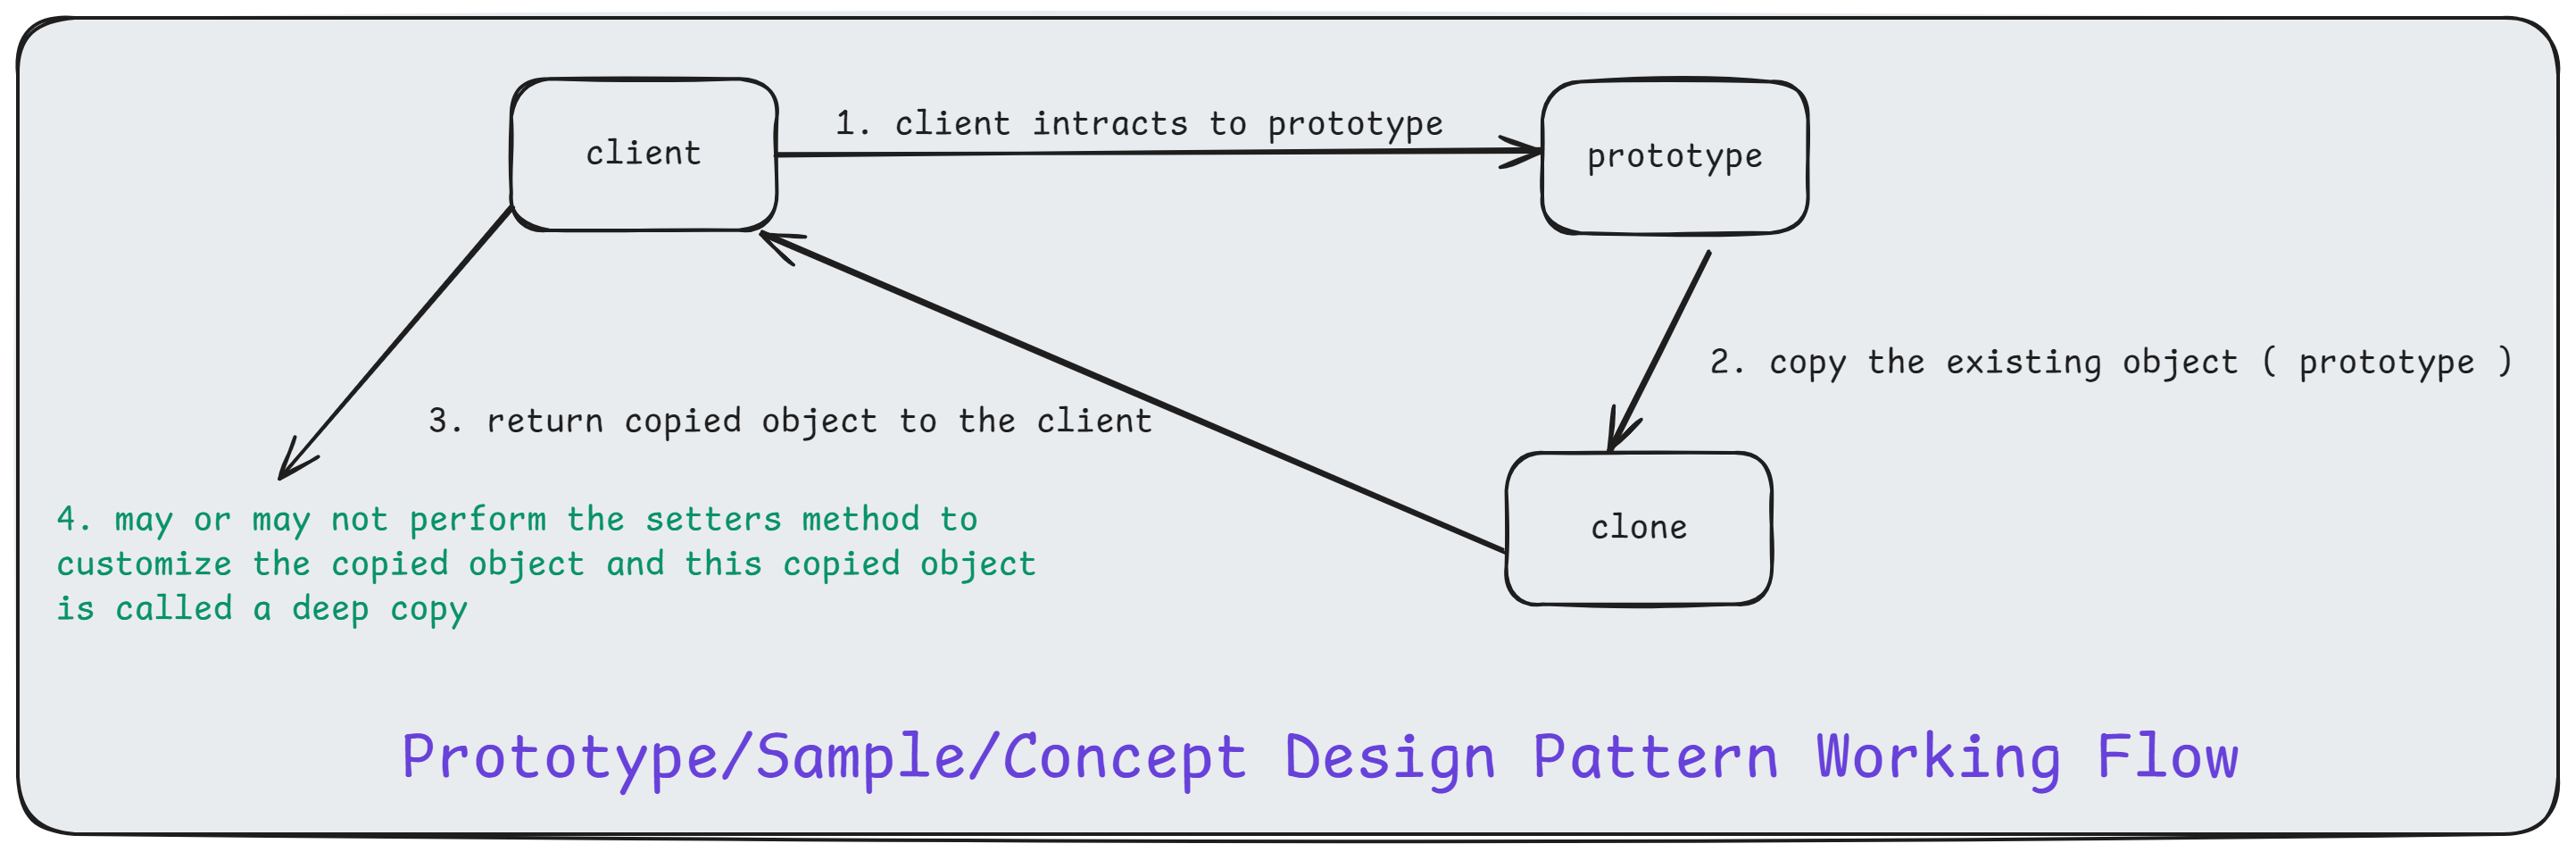 client
1. client intracts to prototype
prototype
2. copy the existing object ( prototype )
3. return copied object to the client
clone
4. may or may not perform the setters method to
customize the copied object and this copied object
is called a deep copy
Prototype/Sample/Concept Design Pattern Working Flow